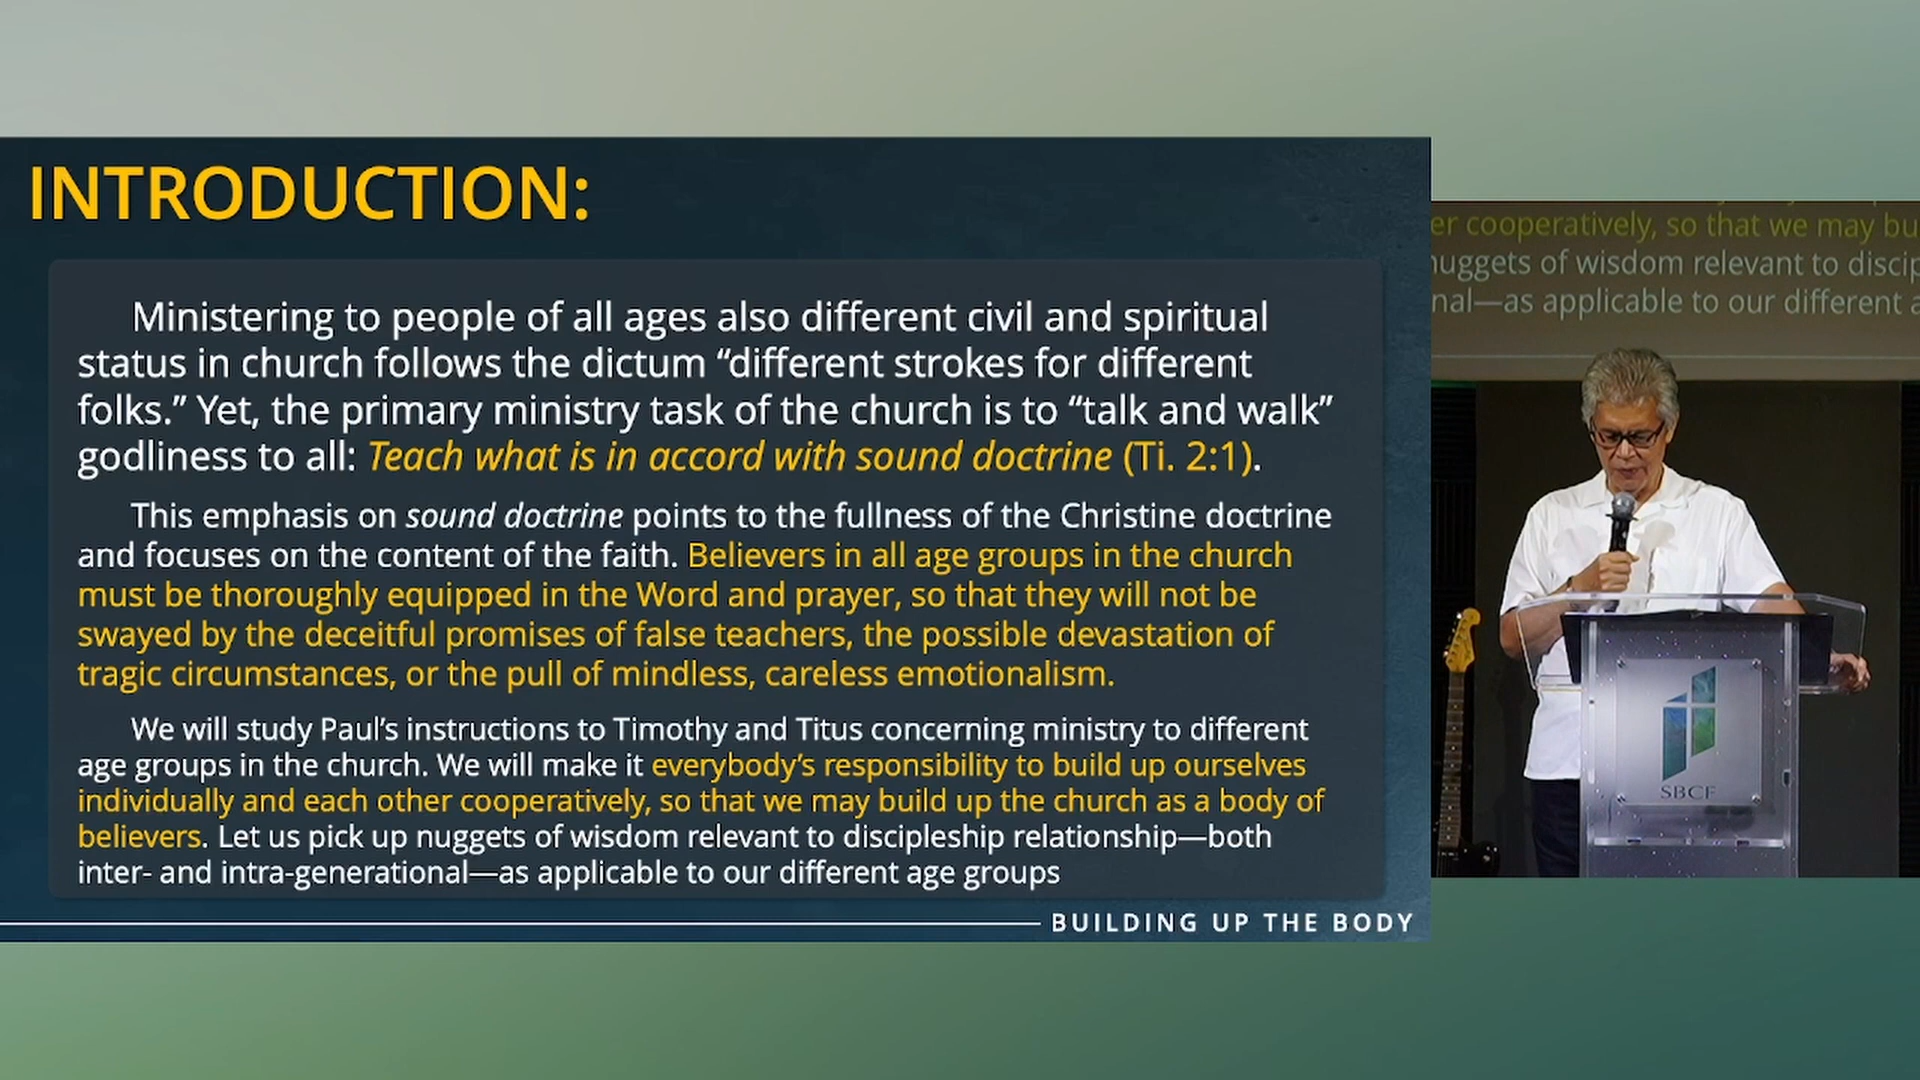 INTRODUCTION:
Ministering to people of all ages also different civil and spiritual
status in church follows the dictum “different strokes for different
folks.” Yet, the primary ministry task of the church is to “talk and walk”
godliness to all: Teach what is in accord with sound doctrine (Ti. 2:1).
This emphasis on sound doctrine points to the fullness of the Christine doctrine
and focuses on the content of the faith. Believers in all age groups in the church
must be thoroughly equipped in the Word and prayer, so that they will not be
swayed by the deceitful promises of false teachers, the possible devastation of
tragic circumstances, or the pull of mindless, careless emotionalism.
We will study Paul’s instructions to Timothy and Titus concerning ministry to different
age groups in the church. We will make it everybody’s responsibility to build up ourselves
individually and each other cooperatively, so that we may build up the church as a body of
believers. Let us pick up nuggets of wisdom relevant to discipleship relationship—both
inter- and intra-generational—as applicable to our different age groups
BUILDING UP THE BODY
er cooperatively, so that we may bu
nuggets of wisdom relevant to discip
nal—as applicable to our different a
SBCF